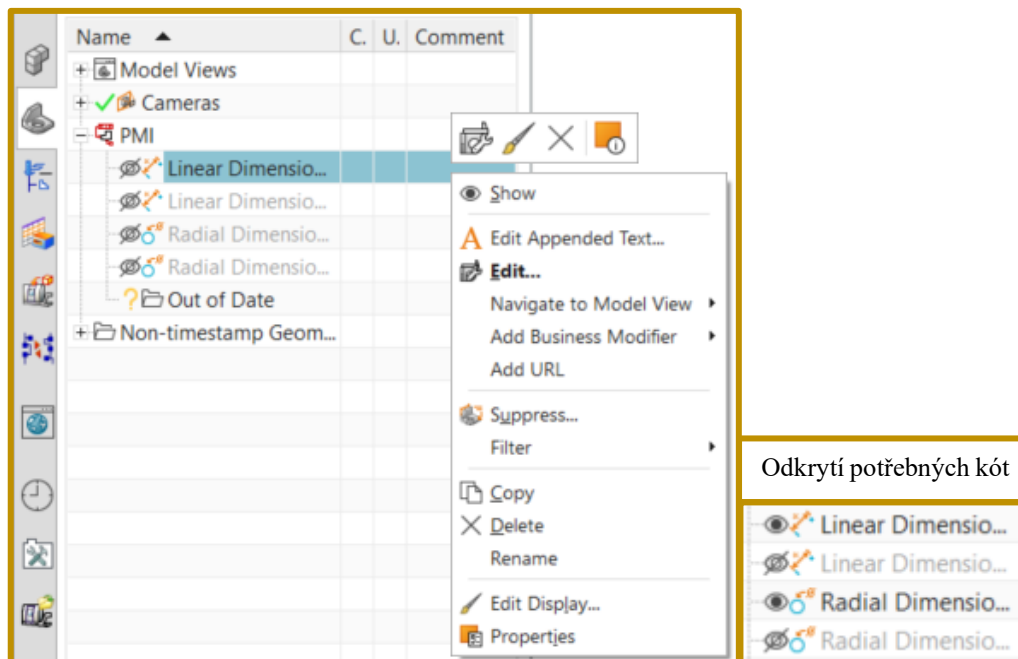 Name C. U. Comment
Model Views
Cameras
PMI
Linear Dimensio...
Linear Dimensio...
Radial Dimensio...
Radial Dimensio...
Out of Date
Non-timestamp Geom...
Show
A Edit Appended Text...
Edit...
Navigate to Model View
Add Business Modifier
Add URL
Suppress...
Filter
Copy
Delete
Rename
Edit Display...
Properties
Odkrytí potřebných kót
Linear Dimensio...
Linear Dimensio...
Radial Dimensio...
Radial Dimensio...